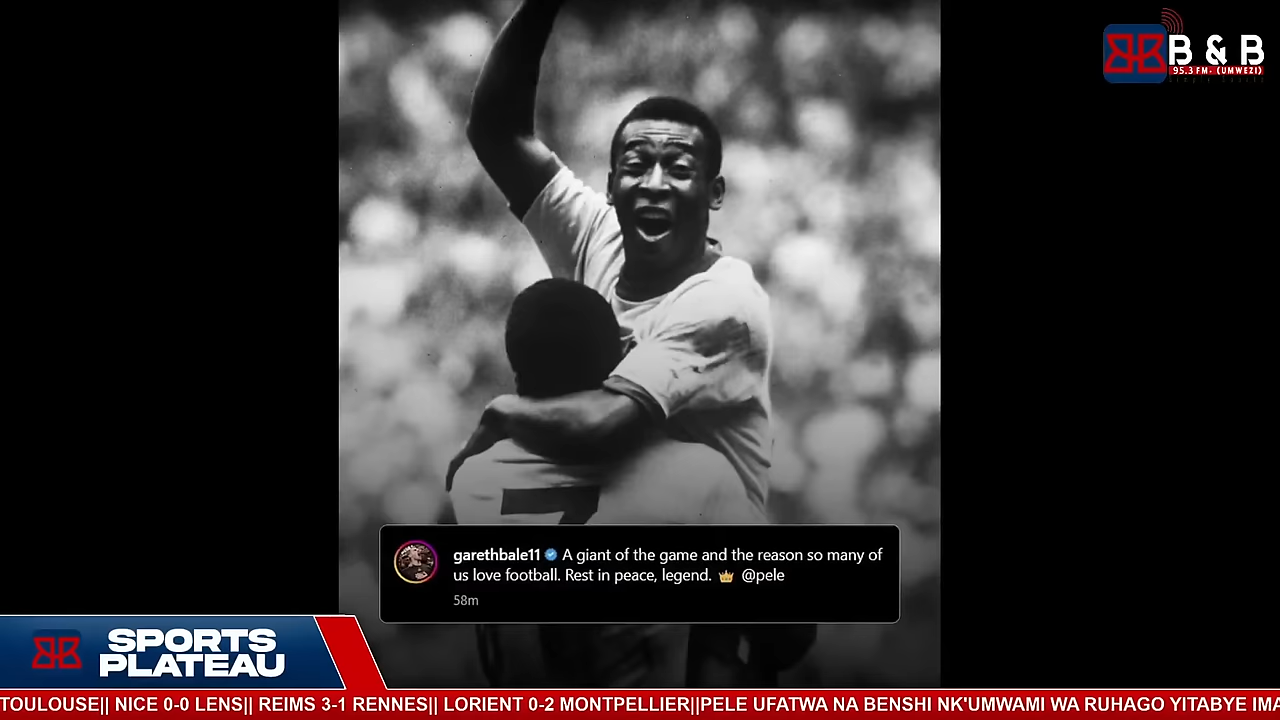 B & B
95.3 FM- (UMWEZI)
7
garethbale11 A giant of the game and the reason so many of
us love football. Rest in peace, legend. 👑 @pele
58m
SPORTS
PLATEAU
TOULOUSE|| NICE 0-0 LENS|| REIMS 3-1 RENNES|| LORIENT 0-2 MONTPELLIER||PELE UFATWA NA BENSHI NK'UMWAMI WA RUHAGO YITABYE IMA